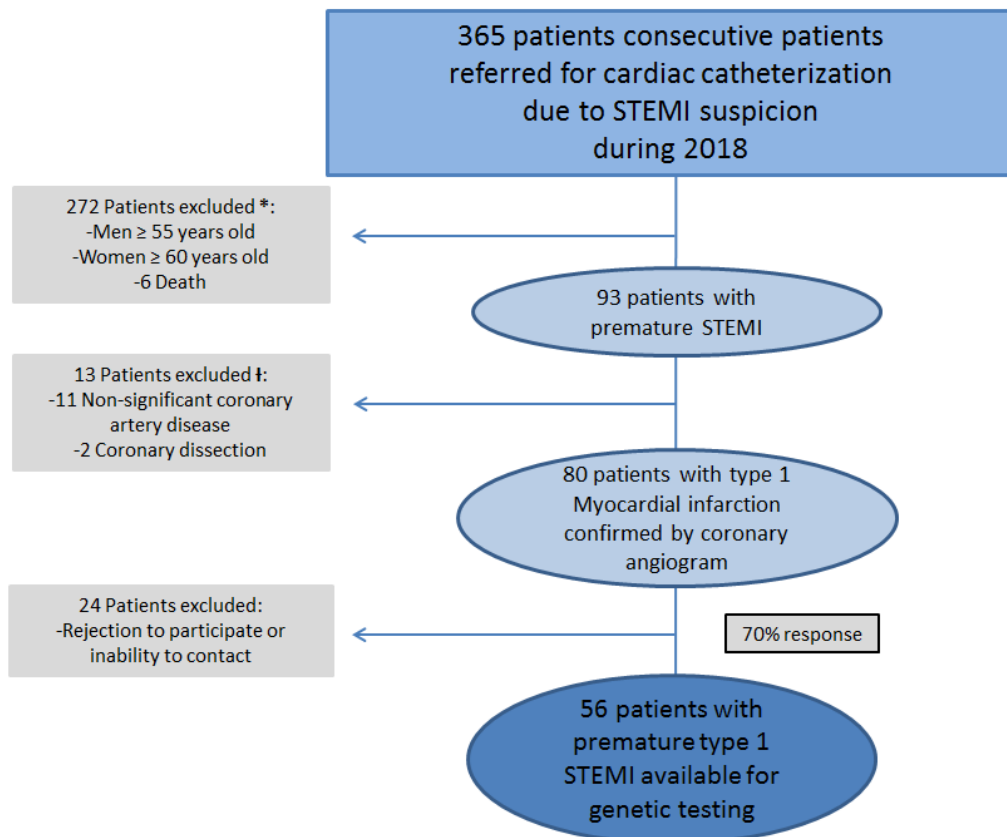 365 patients consecutive patients
referred for cardiac catheterization
due to STEMI suspicion
during 2018
272 Patients excluded *:
-Men ≥ 55 years old
-Women ≥ 60 years old
-6 Death
93 patients with
premature STEMI
13 Patients excluded ƚ:
-11 Non-significant coronary
artery disease
-2 Coronary dissection
80 patients with type 1
Myocardial infarction
confirmed by coronary
angiogram
24 Patients excluded:
-Rejection to participate or
inability to contact
70% response
56 patients with
premature type 1
STEMI available for
genetic testing